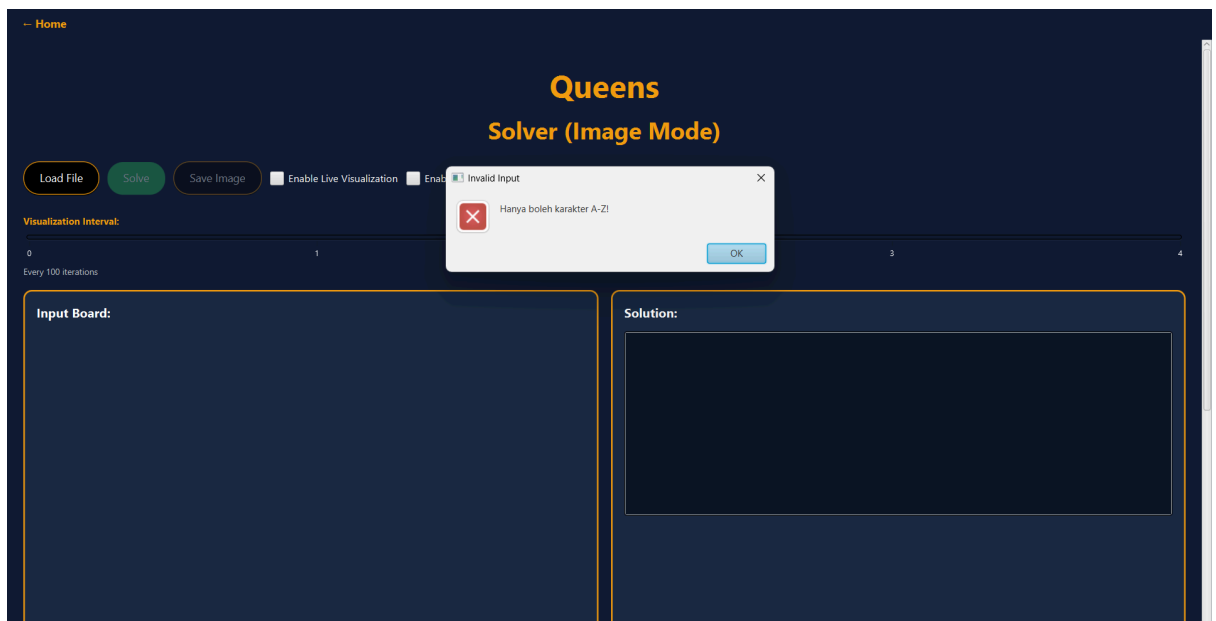 ← Home
Queens
Solver (Image Mode)
Load File Solve Save Image Enable Live Visualization
Invalid Input
Hanya boleh karakter A-Z!
OK
Visualization Interval:
0 1 3 4
Every 100 iterations
Input Board:
Solution: